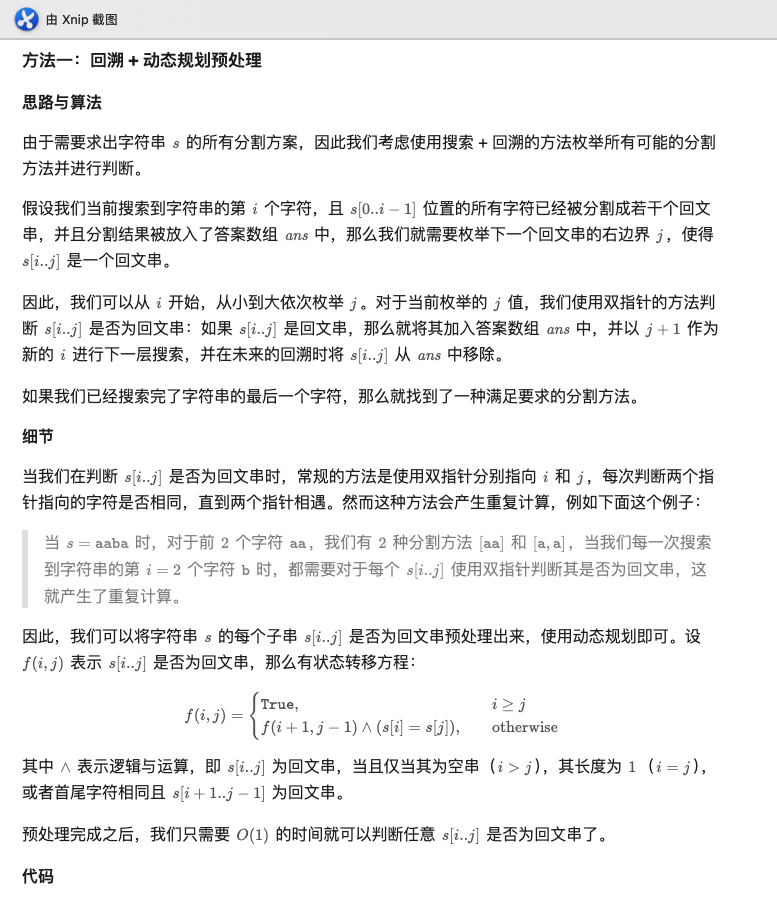 由 Xnip 截图
方法一：回溯 + 动态规划预处理
思路与算法
由于需要求出字符串 s 的所有分割方案，因此我们考虑使用搜索 + 回溯的方法枚举所有可能的分割
方法并进行判断。
假设我们当前搜索到字符串的第 i 个字符，且 s[0..i − 1] 位置的所有字符已经被分割成若干个回文
串，并且分割结果被放入了答案数组 ans 中，那么我们就需要枚举下一个回文串的右边界 j，使得
s[i..j] 是一个回文串。
因此，我们可以从 i 开始，从小到大依次枚举 j。对于当前枚举的 j 值，我们使用双指针的方法判
断 s[i..j] 是否为回文串：如果 s[i..j] 是回文串，那么就将其加入答案数组 ans 中，并以 j + 1 作为
新的 i 进行下一层搜索，并在未来的回溯时将 s[i..j] 从 ans 中移除。
如果我们已经搜索完了字符串的最后一个字符，那么就找到了一种满足要求的分割方法。
细节
当我们在判断 s[i..j] 是否为回文串时，常规的方法是使用双指针分别指向 i 和 j，每次判断两个指
针指向的字符是否相同，直到两个指针相遇。然而这种方法会产生重复计算，例如下面这个例子：
当 s = aaba 时，对于前 2 个字符 aa，我们有 2 种分割方法 [aa] 和 [a, a]，当我们每一次搜索
到字符串的第 i = 2 个字符 b 时，都需要对于每个 s[i..j] 使用双指针判断其是否为回文串，这
就产生了重复计算。
因此，我们可以将字符串 s 的每个子串 s[i..j] 是否为回文串预处理出来，使用动态规划即可。设
f(i, j) 表示 s[i..j] 是否为回文串，那么有状态转移方程：
f(i, j) = { True, i ≥ j
f(i + 1, j − 1) ∧ (s[i] = s[j]), otherwise
其中 ∧ 表示逻辑与运算，即 s[i..j] 为回文串，当且仅当其为空串（i > j），其长度为 1（i = j），
或者首尾字符相同且 s[i + 1..j − 1] 为回文串。
预处理完成之后，我们只需要 O(1) 的时间就可以判断任意 s[i..j] 是否为回文串了。
代码